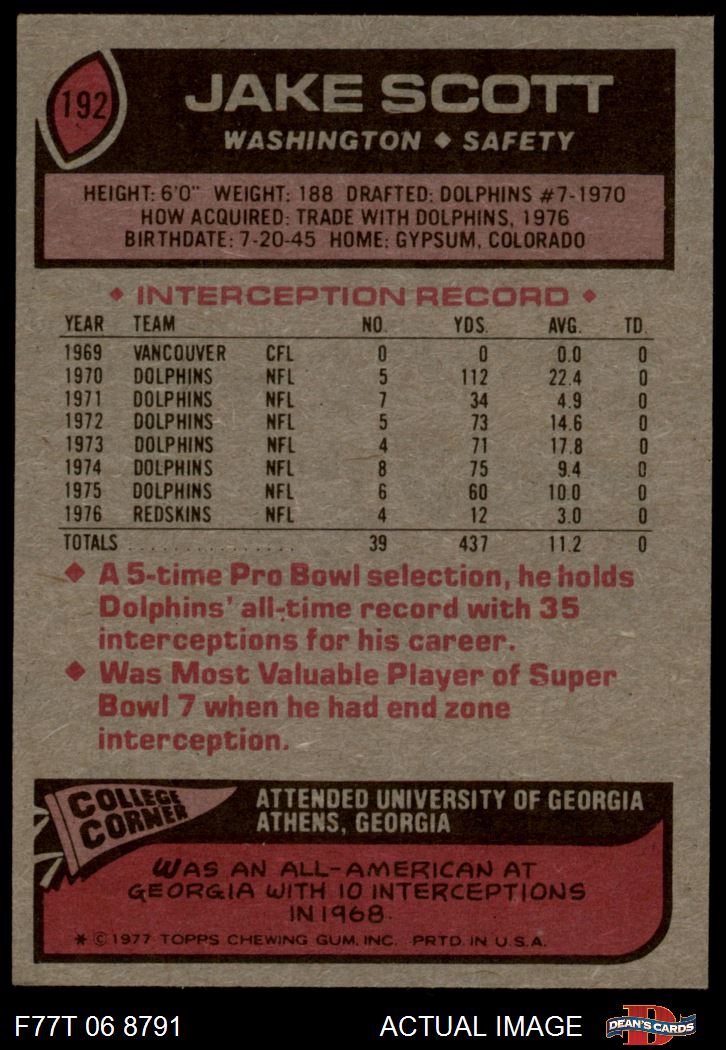 192
JAKE SCOTT
WASHINGTON ◆ SAFETY
HEIGHT: 6'0" WEIGHT: 188 DRAFTED: DOLPHINS #7-1970
HOW ACQUIRED: TRADE WITH DOLPHINS, 1976
BIRTHDATE: 7-20-45 HOME: GYPSUM, COLORADO
◆ INTERCEPTION RECORD ◆
YEAR TEAM NO. YDS. AVG. TD.
1969 VANCOUVER CFL 0 0 0.0 0
1970 DOLPHINS NFL 5 112 22.4 0
1971 DOLPHINS NFL 7 34 4.9 0
1972 DOLPHINS NFL 5 73 14.6 0
1973 DOLPHINS NFL 4 71 17.8 0
1974 DOLPHINS NFL 8 75 9.4 0
1975 DOLPHINS NFL 6 60 10.0 0
1976 REDSKINS NFL 4 12 3.0 0
TOTALS . . . . . . . . . . . . . . . 39 437 11.2 0
◆ A 5-time Pro Bowl selection, he holds
Dolphins' all-time record with 35
interceptions for his career.
◆ Was Most Valuable Player of Super
Bowl 7 when he had end zone
interception.
COLLEGE
CORNER
ATTENDED UNIVERSITY OF GEORGIA
ATHENS, GEORGIA
WAS AN ALL-AMERICAN AT
GEORGIA WITH 10 INTERCEPTIONS
IN 1968.
* © 1977 TOPPS CHEWING GUM, INC. PRTD. IN U.S.A.
F77T 06 8791
ACTUAL IMAGE
D
DEAN'S CARDS